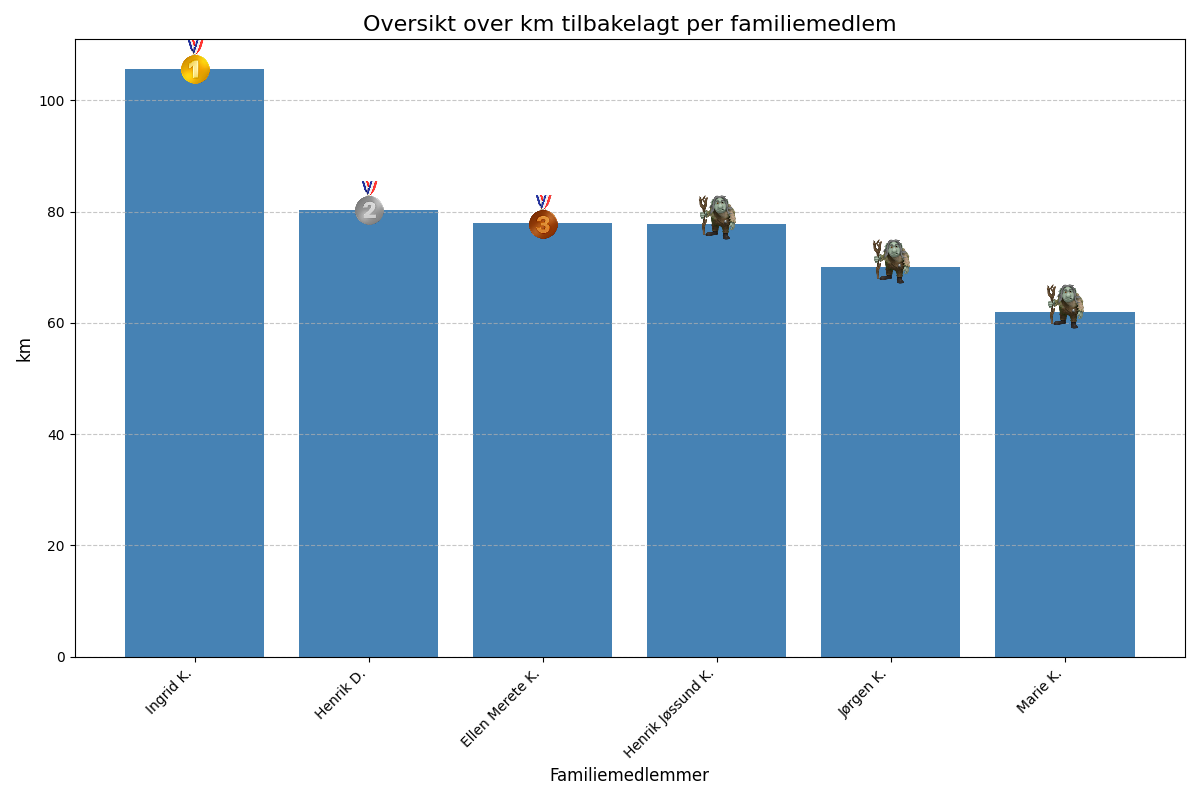 Oversikt over km tilbakelagt per familiemedlem
km
100
80
60
40
20
0
1
2
3
Ingrid K.
Henrik D.
Ellen Merete K.
Henrik Jøssund K.
Jørgen K.
Marie K.
Familiemedlemmer